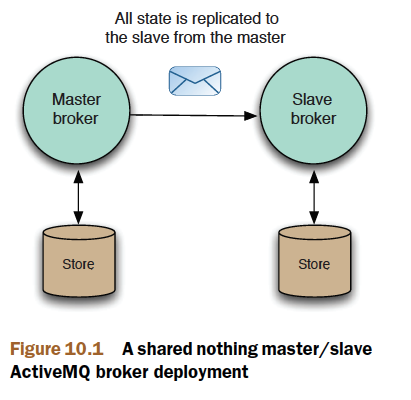 All state is replicated to
the slave from the master
Master
broker
Slave
broker
Store
Store
Figure 10.1 A shared nothing master/slave
ActiveMQ broker deployment